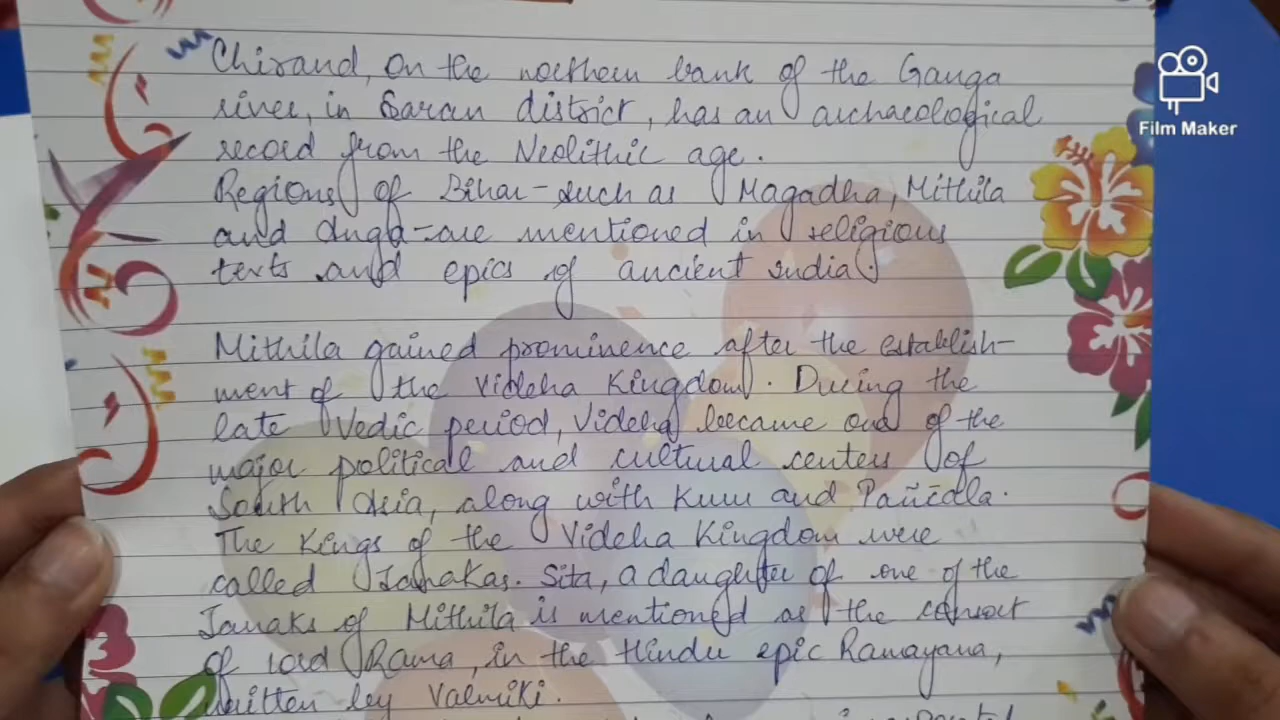 Chirand, on the northern bank of the Ganga
river, in Saran district, has an archaeological
record from the Neolithic age.
Regions of Bihar-such as Magadha, Mithila
and Anga-are mentioned in religious
texts and epics of ancient india.
Mithila gained prominence after the establish-
ment of the Videha Kingdom. During the
late Vedic period, Videha became one of the
major political and cultural centers of
South Asia, along with Kuru and Pañcāla.
The Kings of the Videha Kingdom were
called Janakas. Sita, a daughter of one of the
Janaks of Mithila is mentioned as the consort
of lord Rama, in the Hindu epic Ramayana,
written by Valmiki.
Film Maker